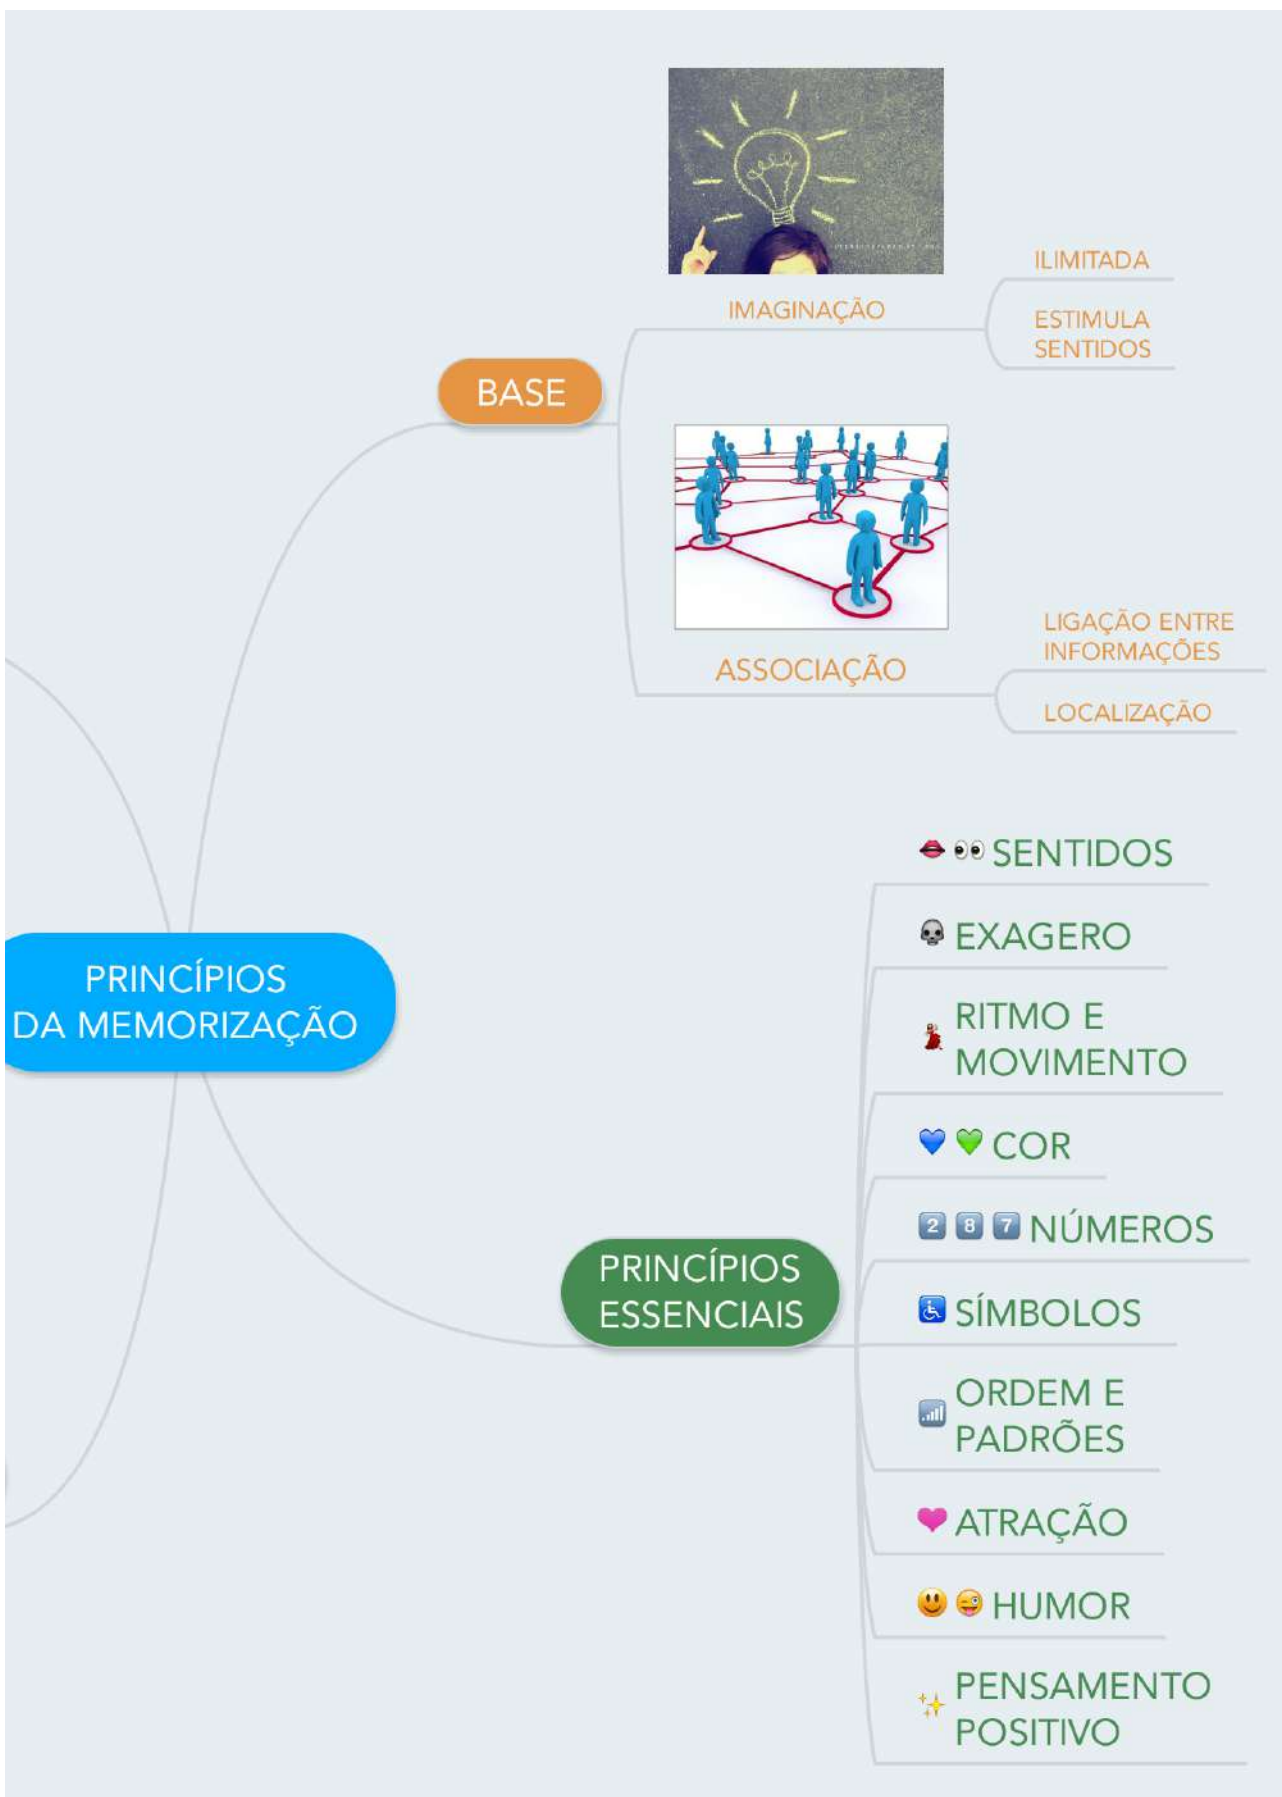 ILIMITADA
IMAGINAÇÃO
ESTIMULA
SENTIDOS
BASE
LIGAÇÃO ENTRE
INFORMAÇÕES
ASSOCIAÇÃO
LOCALIZAÇÃO
SENTIDOS
EXAGERO
PRINCÍPIOS
DA MEMORIZAÇÃO
RITMO E
MOVIMENTO
COR
2 8 7 NÚMEROS
PRINCÍPIOS
ESSENCIAIS
SÍMBOLOS
ORDEM E
PADRÕES
ATRAÇÃO
HUMOR
PENSAMENTO
POSITIVO